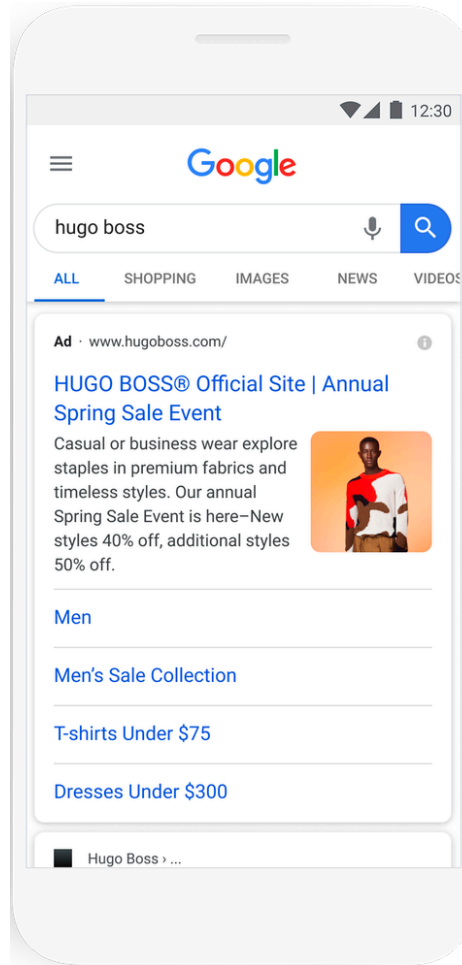 12:30
Google
hugo boss
ALL SHOPPING IMAGES NEWS VIDEOS
Ad · www.hugoboss.com/
HUGO BOSS® Official Site | Annual
Spring Sale Event
Casual or business wear explore
staples in premium fabrics and
timeless styles. Our annual
Spring Sale Event is here–New
styles 40% off, additional styles
50% off.
Men
Men’s Sale Collection
T-shirts Under $75
Dresses Under $300
Hugo Boss › ...